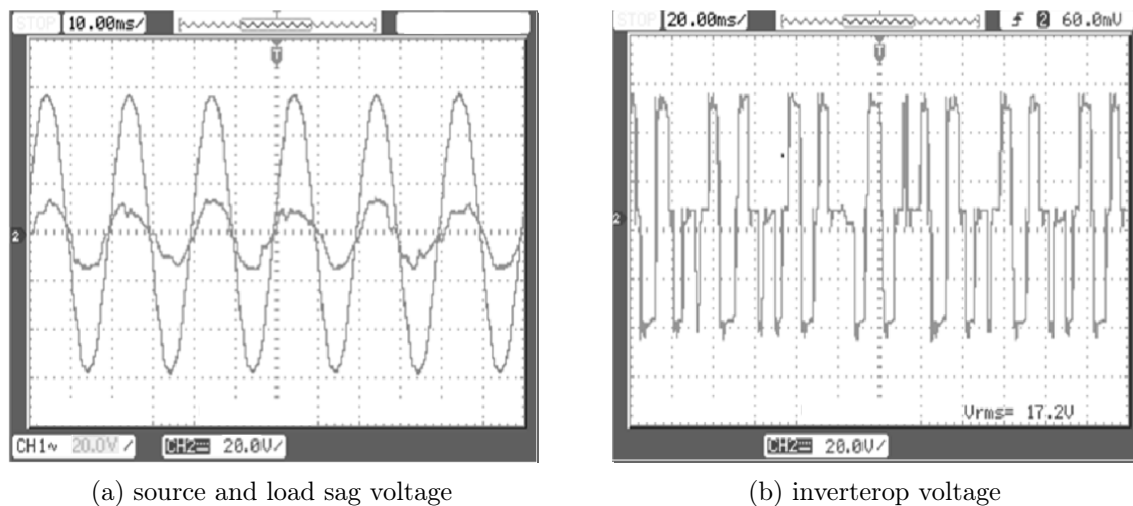 STOP 10.00ms/
T
2
CH1~ 20.0V/ CH2 20.0V/
(a) source and load sag voltage
STOP 20.00ms/ 2 60.0mV
T
2
Vrms= 17.2V
CH2 20.0V/
(b) inverterop voltage